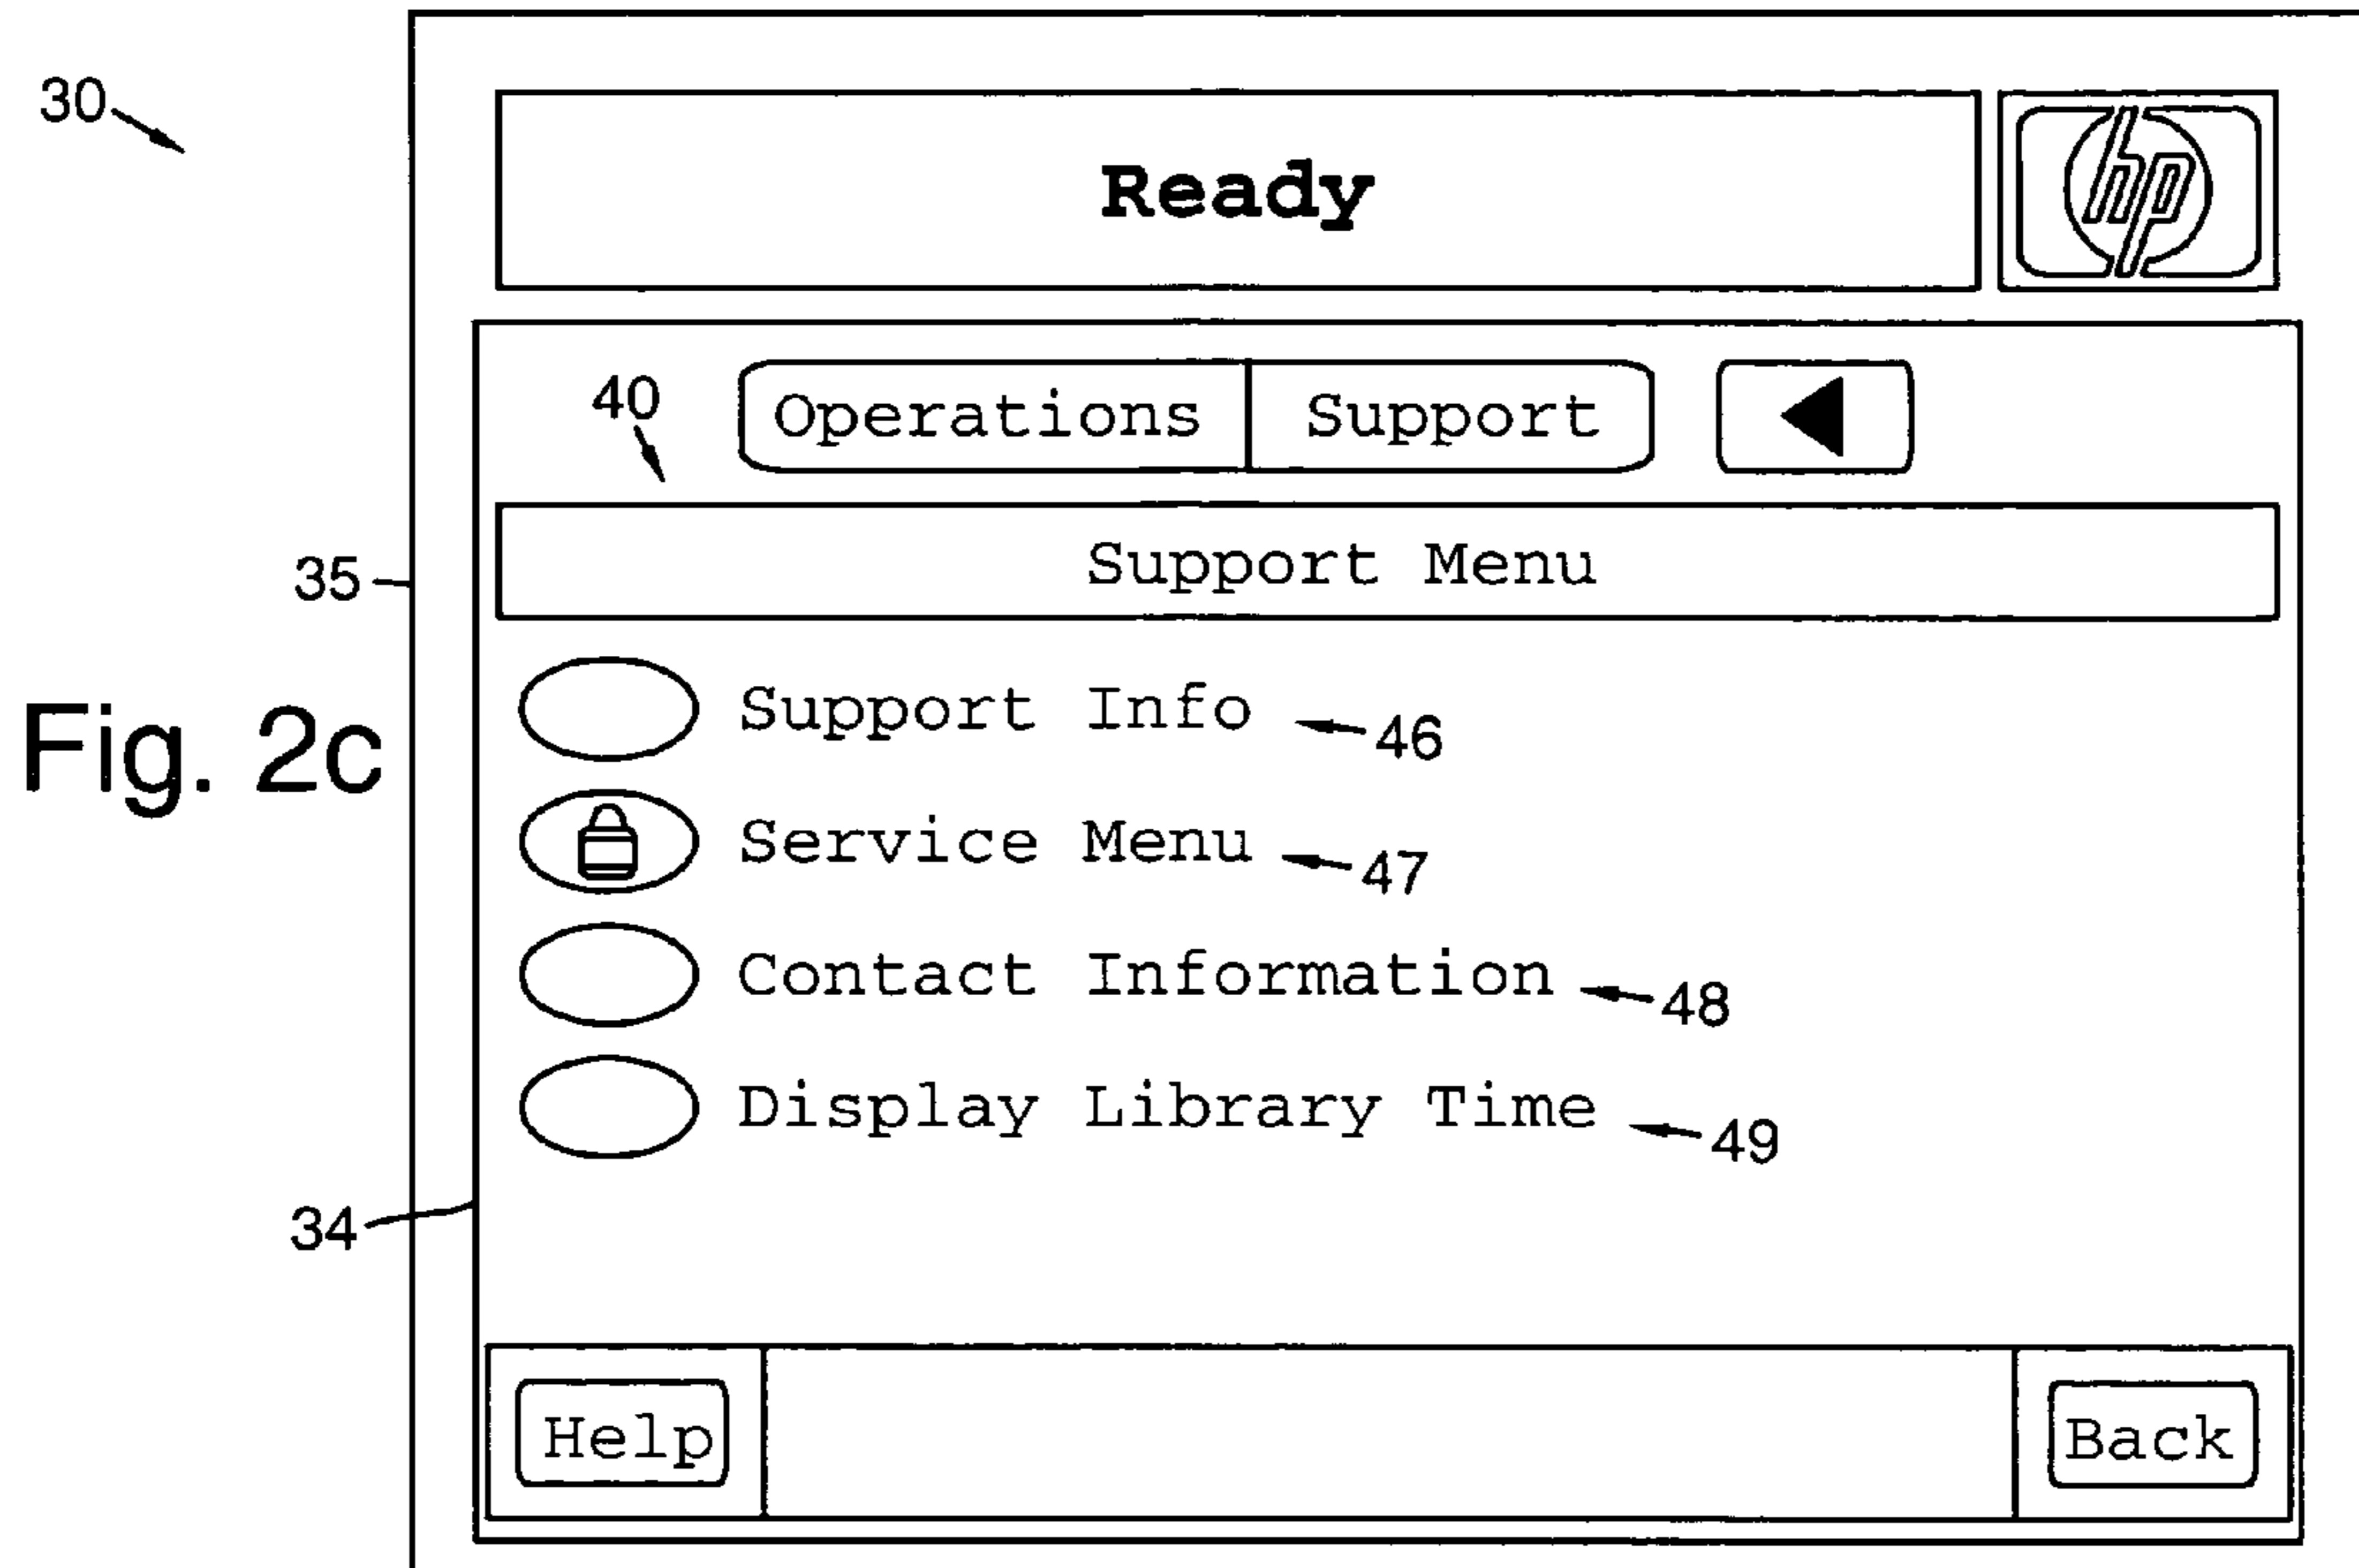 30
Ready
hp
40
Operations Support
35
Support Menu
Support Info
46
Fig. 2c
Service Menu
47
Contact Information
48
Display Library Time
49
34
Help
Back